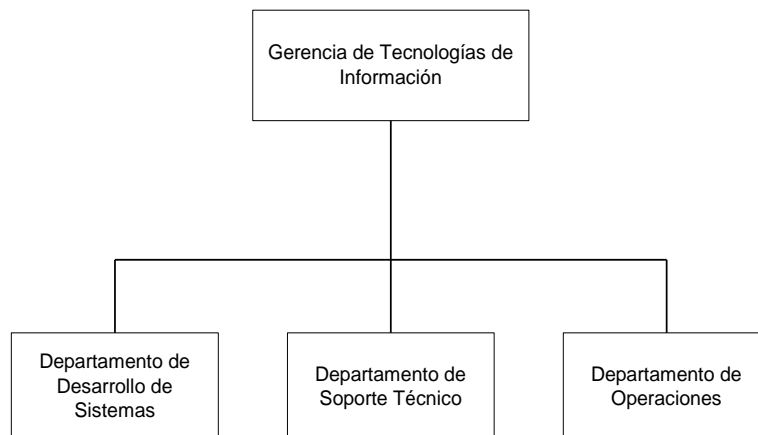 Gerencia de Tecnologías de
Información
Departamento de
Desarrollo de
Sistemas
Departamento de
Soporte Técnico
Departamento de
Operaciones